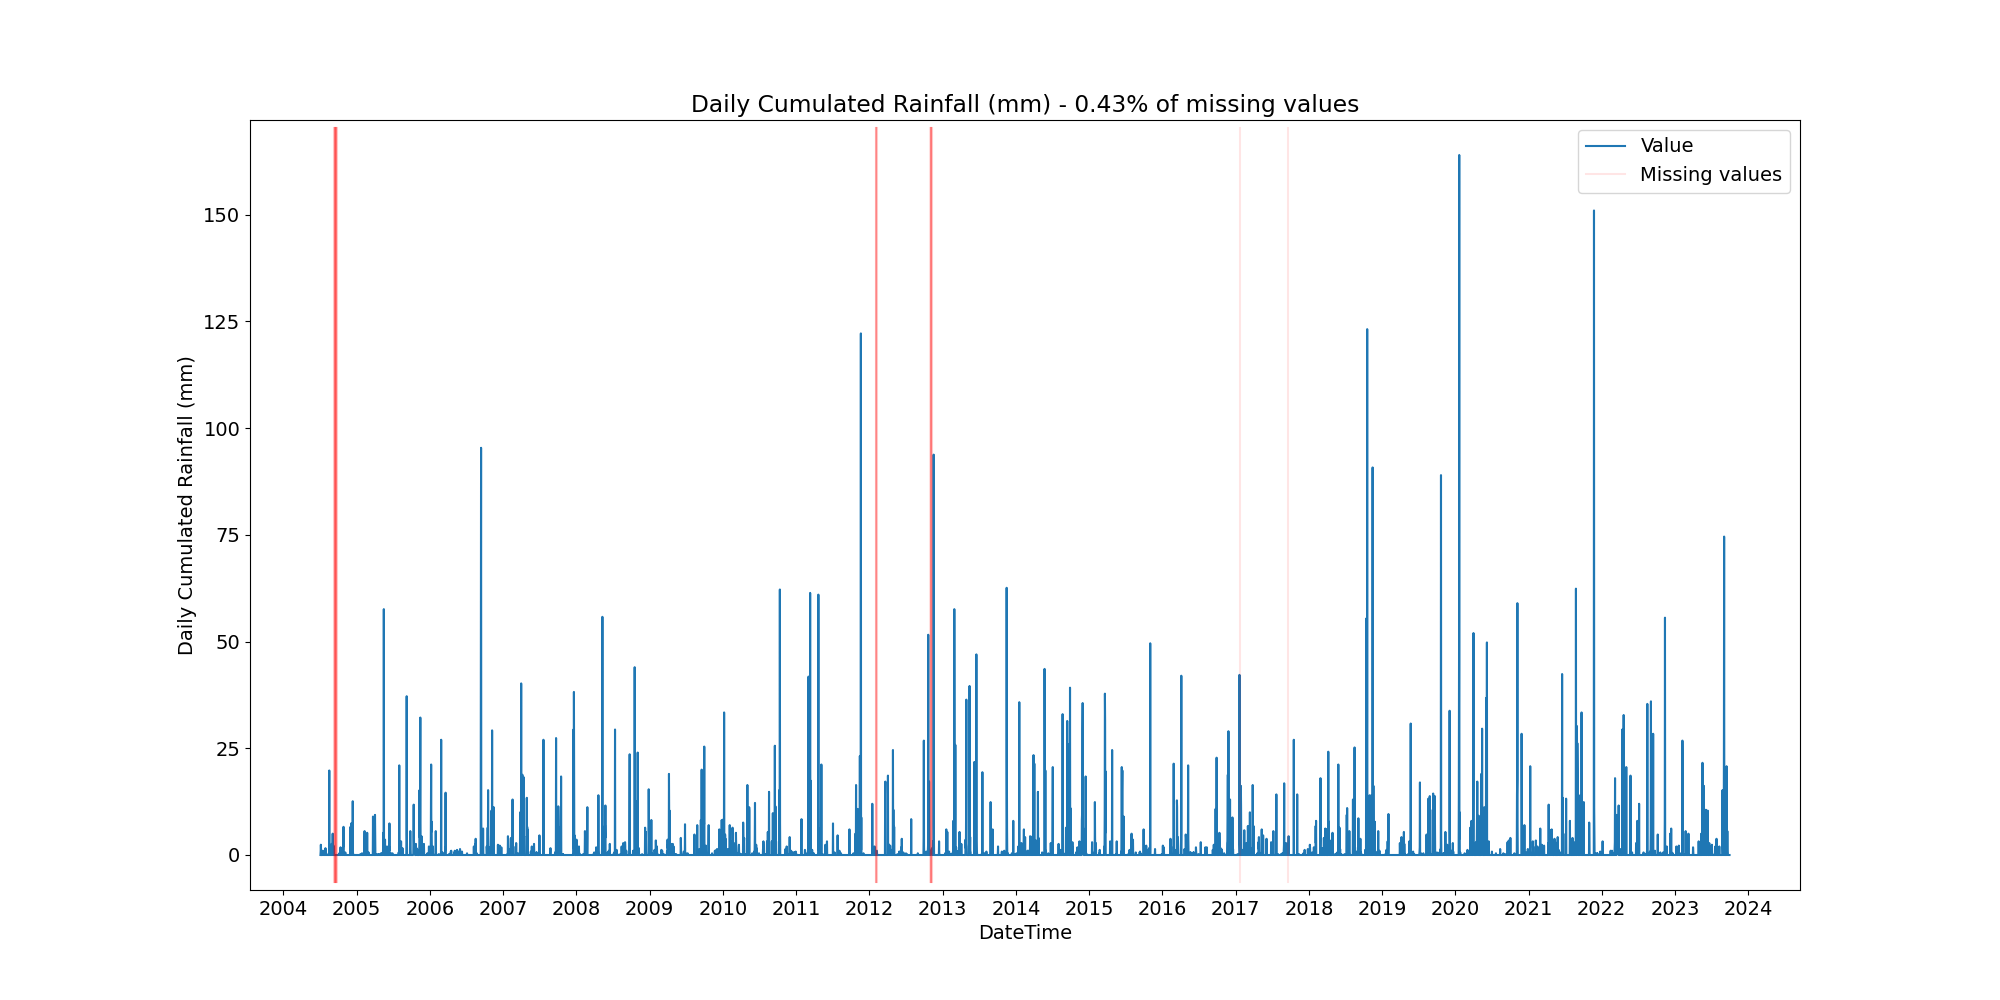 Daily Cumulated Rainfall (mm) - 0.43% of missing values
Value
Missing values
Daily Cumulated Rainfall (mm)
150
125
100
75
50
25
0
2004 2005 2006 2007 2008 2009 2010 2011 2012 2013 2014 2015 2016 2017 2018 2019 2020 2021 2022 2023 2024
DateTime